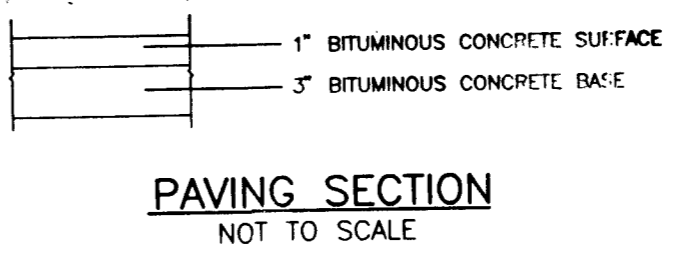 1" BITUMINOUS CONCRETE SURFACE
3" BITUMINOUS CONCRETE BASE
PAVING SECTION
NOT TO SCALE